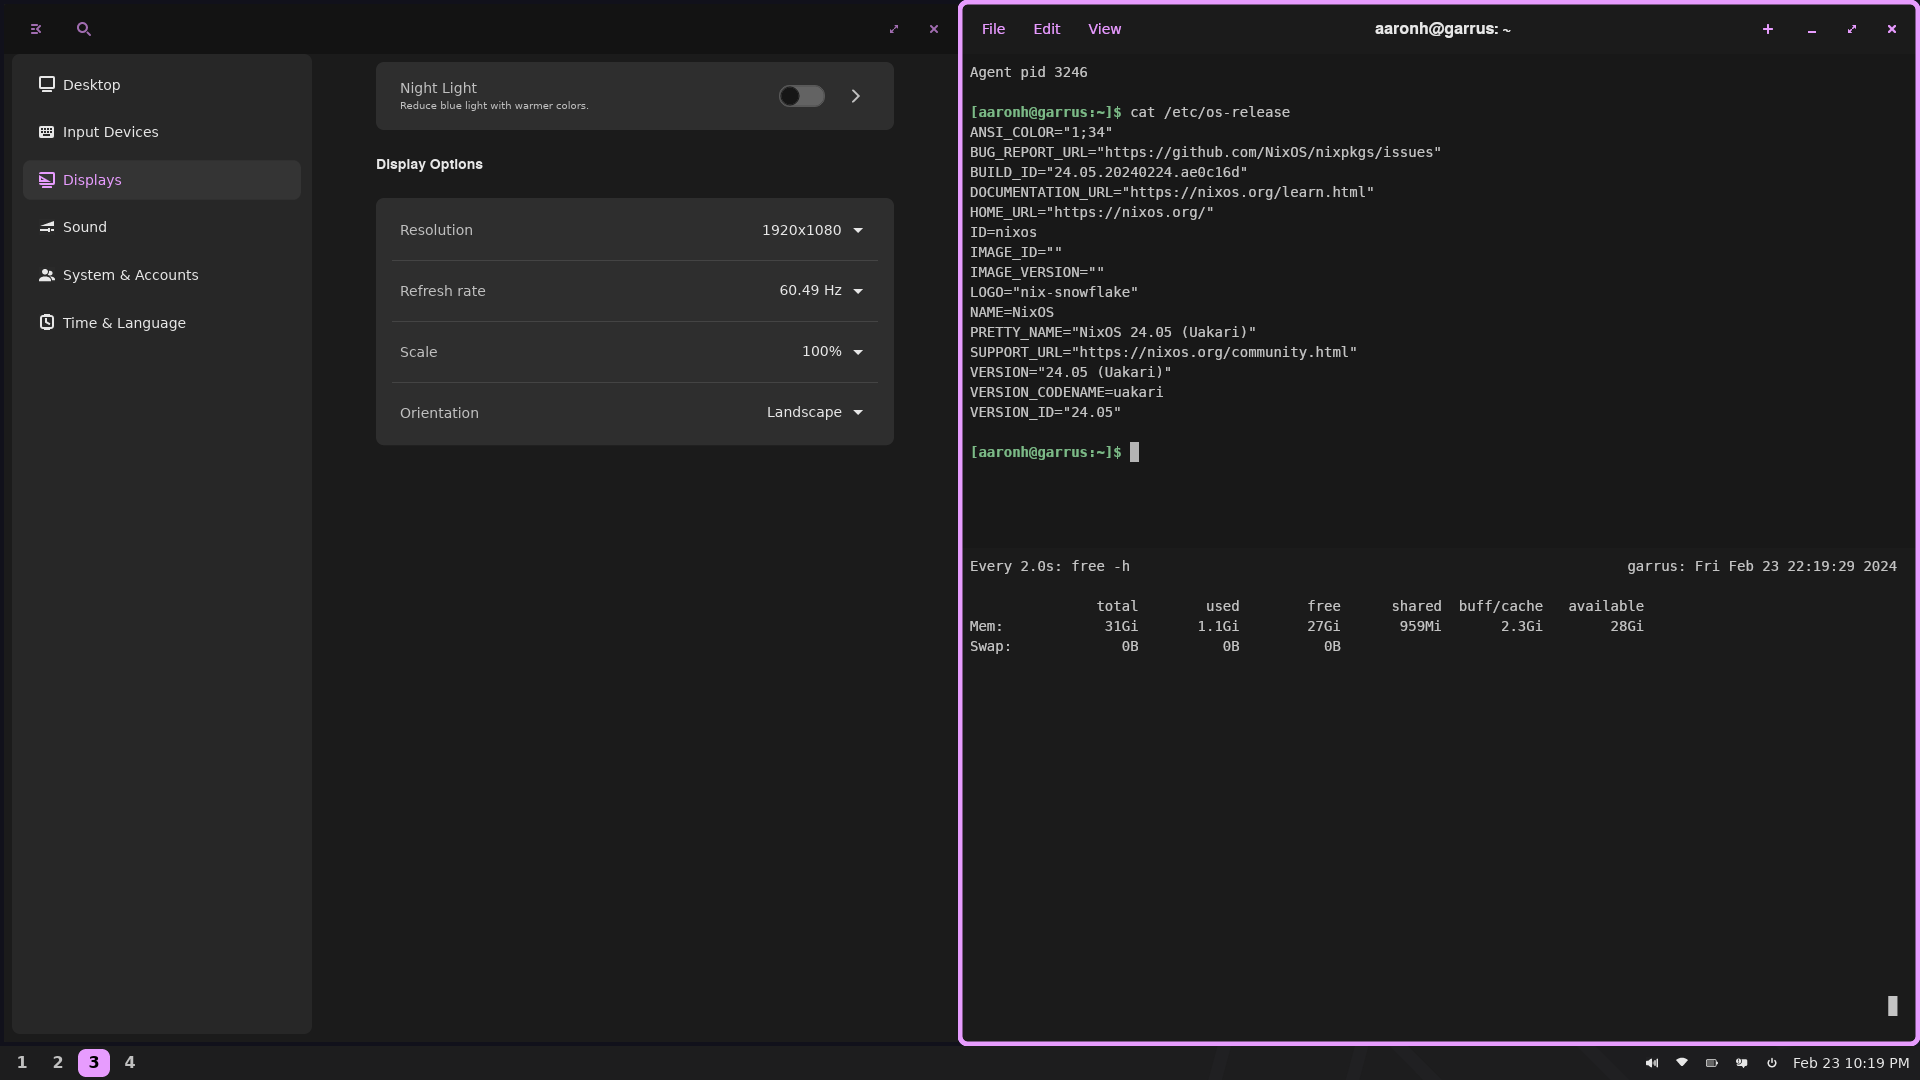 Desktop
Input Devices
Displays
Sound
System & Accounts
Time & Language
Night Light
Reduce blue light with warmer colors.
Display Options
Resolution 1920x1080
Refresh rate 60.49 Hz
Scale 100%
Orientation Landscape
File Edit View aaronh@garrus: ~
Agent pid 3246
[aaronh@garrus:~]$ cat /etc/os-release
ANSI_COLOR="1;34"
BUG_REPORT_URL="https://github.com/NixOS/nixpkgs/issues"
BUILD_ID="24.05.20240224.ae0c16d"
DOCUMENTATION_URL="https://nixos.org/learn.html"
HOME_URL="https://nixos.org/"
ID=nixos
IMAGE_ID=""
IMAGE_VERSION=""
LOGO="nix-snowflake"
NAME=NixOS
PRETTY_NAME="NixOS 24.05 (Uakari)"
SUPPORT_URL="https://nixos.org/community.html"
VERSION="24.05 (Uakari)"
VERSION_CODENAME=uakari
VERSION_ID="24.05"
[aaronh@garrus:~]$
Every 2.0s: free -h garrus: Fri Feb 23 22:19:29 2024
total used free shared buff/cache available
Mem: 31Gi 1.1Gi 27Gi 959Mi 2.3Gi 28Gi
Swap: 0B 0B 0B
1 2 3 4 Feb 23 10:19 PM